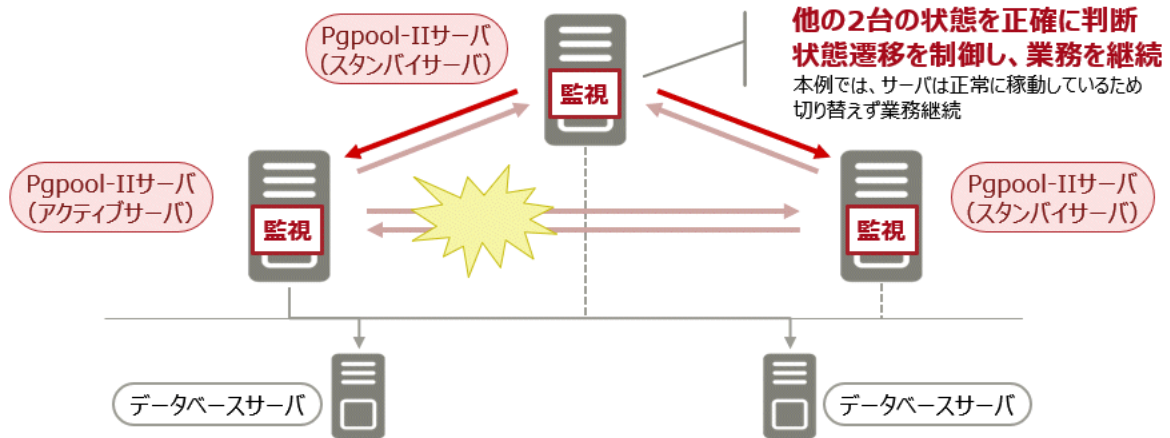 Pgpool-IIサーバ
（スタンバイサーバ）
監視
他の2台の状態を正確に判断
状態遷移を制御し、業務を継続
本例では、サーバは正常に稼動しているため
切り替えず業務継続
Pgpool-IIサーバ
（アクティブサーバ）
監視
Pgpool-IIサーバ
（スタンバイサーバ）
監視
データベースサーバ
データベースサーバ